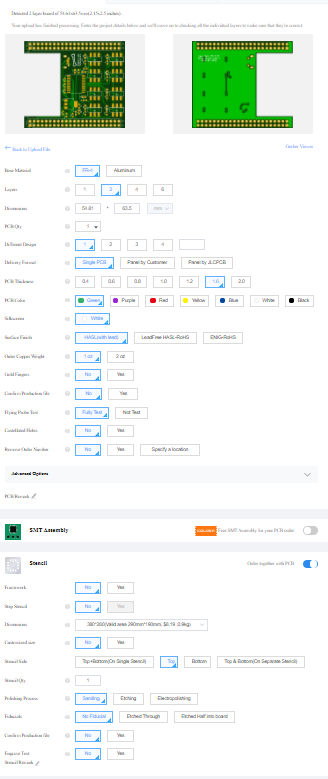 Detected 2 layer board of 54.61x63.5mm(2.15x2.5 inches).
Your upload has finished processing. Enter the project details below and we'll move on to checking all the individual layers to make sure that they're correct.
Back to Upload File
Gerber Viewer
Base Material FR-4 Aluminum
Layers 1 2 4 6
Dimensions 54.61 * 63.5 mm
PCB Qty
Different Design 1 2 3 4
Delivery Format Single PCB Panel by Customer Panel by JLCPCB
PCB Thickness 0.4 0.6 0.8 1.0 1.2 1.6 2.0
PCB Color Green Purple Red Yellow Blue White Black
Silkscreen White
Surface Finish HASL(with lead) LeadFree HASL-RoHS ENIG-RoHS
Outer Copper Weight 1 oz 2 oz
Gold Fingers No Yes
Confirm Production file No Yes
Flying Probe Test Fully Test Not Test
Castellated Holes No Yes
Remove Order Number No Yes Specify a location
Advanced Options
PCB Remark
SMT Assembly
Free SMT Assembly for your PCB order
Stencil
Order together with PCB
Framework No Yes
Step Stencil No Yes
Dimensions 380*280(Valid area 290mm*190mm- $8.19 (0.9kg)
Customized size No Yes
Stencil Side Top+Bottom(On Single Stencil) Top Bottom Top & Bottom(On Separate Stencil)
Stencil Qty 1
Polishing Process Sanding Etching Electropolishing
Fiducials No Fiducial Etched Through Etched Half into board
Confirm Production file No Yes
Engrave Text No Yes
Stencil Remark